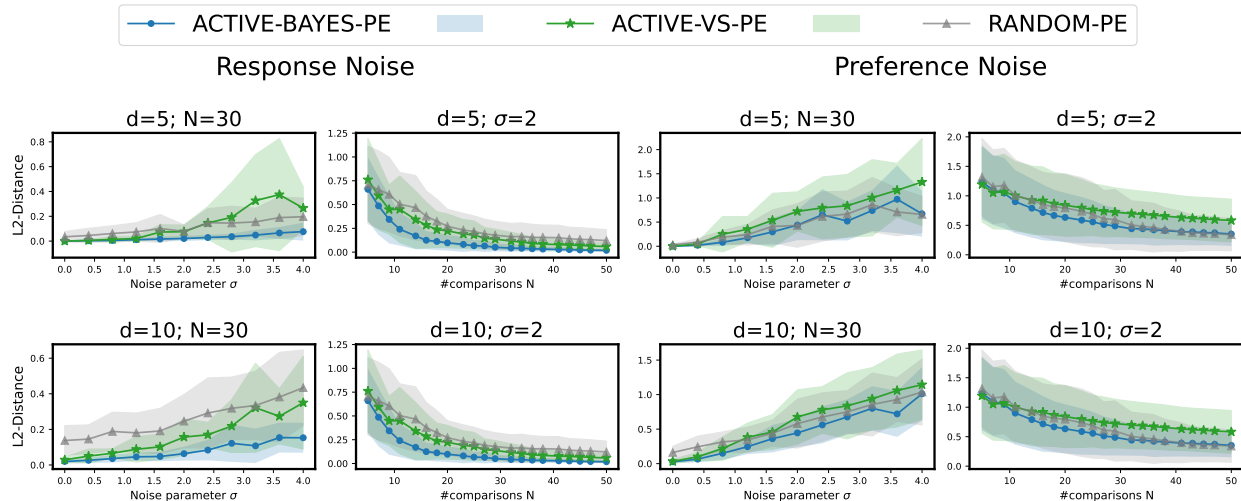 ACTIVE-BAYES-PE ACTIVE-VS-PE RANDOM-PE
Response Noise Preference Noise
d=5; N=30 d=5; σ=2 d=5; N=30 d=5; σ=2
L2-Distance
0.8
0.6
0.4
0.2
0.0
0.0 0.5 1.0 1.5 2.0 2.5 3.0 3.5 4.0
Noise parameter σ
1.25
1.00
0.75
0.50
0.25
0.00
10 20 30 40 50
#comparisons N
2.0
1.5
1.0
0.5
0.0
0.0 0.5 1.0 1.5 2.0 2.5 3.0 3.5 4.0
Noise parameter σ
2.0
1.5
1.0
0.5
0.0
10 20 30 40 50
#comparisons N
d=10; N=30 d=10; σ=2 d=10; N=30 d=10; σ=2
L2-Distance
0.6
0.4
0.2
0.0
0.0 0.5 1.0 1.5 2.0 2.5 3.0 3.5 4.0
Noise parameter σ
1.25
1.00
0.75
0.50
0.25
0.00
10 20 30 40 50
#comparisons N
1.5
1.0
0.5
0.0
0.0 0.5 1.0 1.5 2.0 2.5 3.0 3.5 4.0
Noise parameter σ
2.0
1.5
1.0
0.5
0.0
10 20 30 40 50
#comparisons N